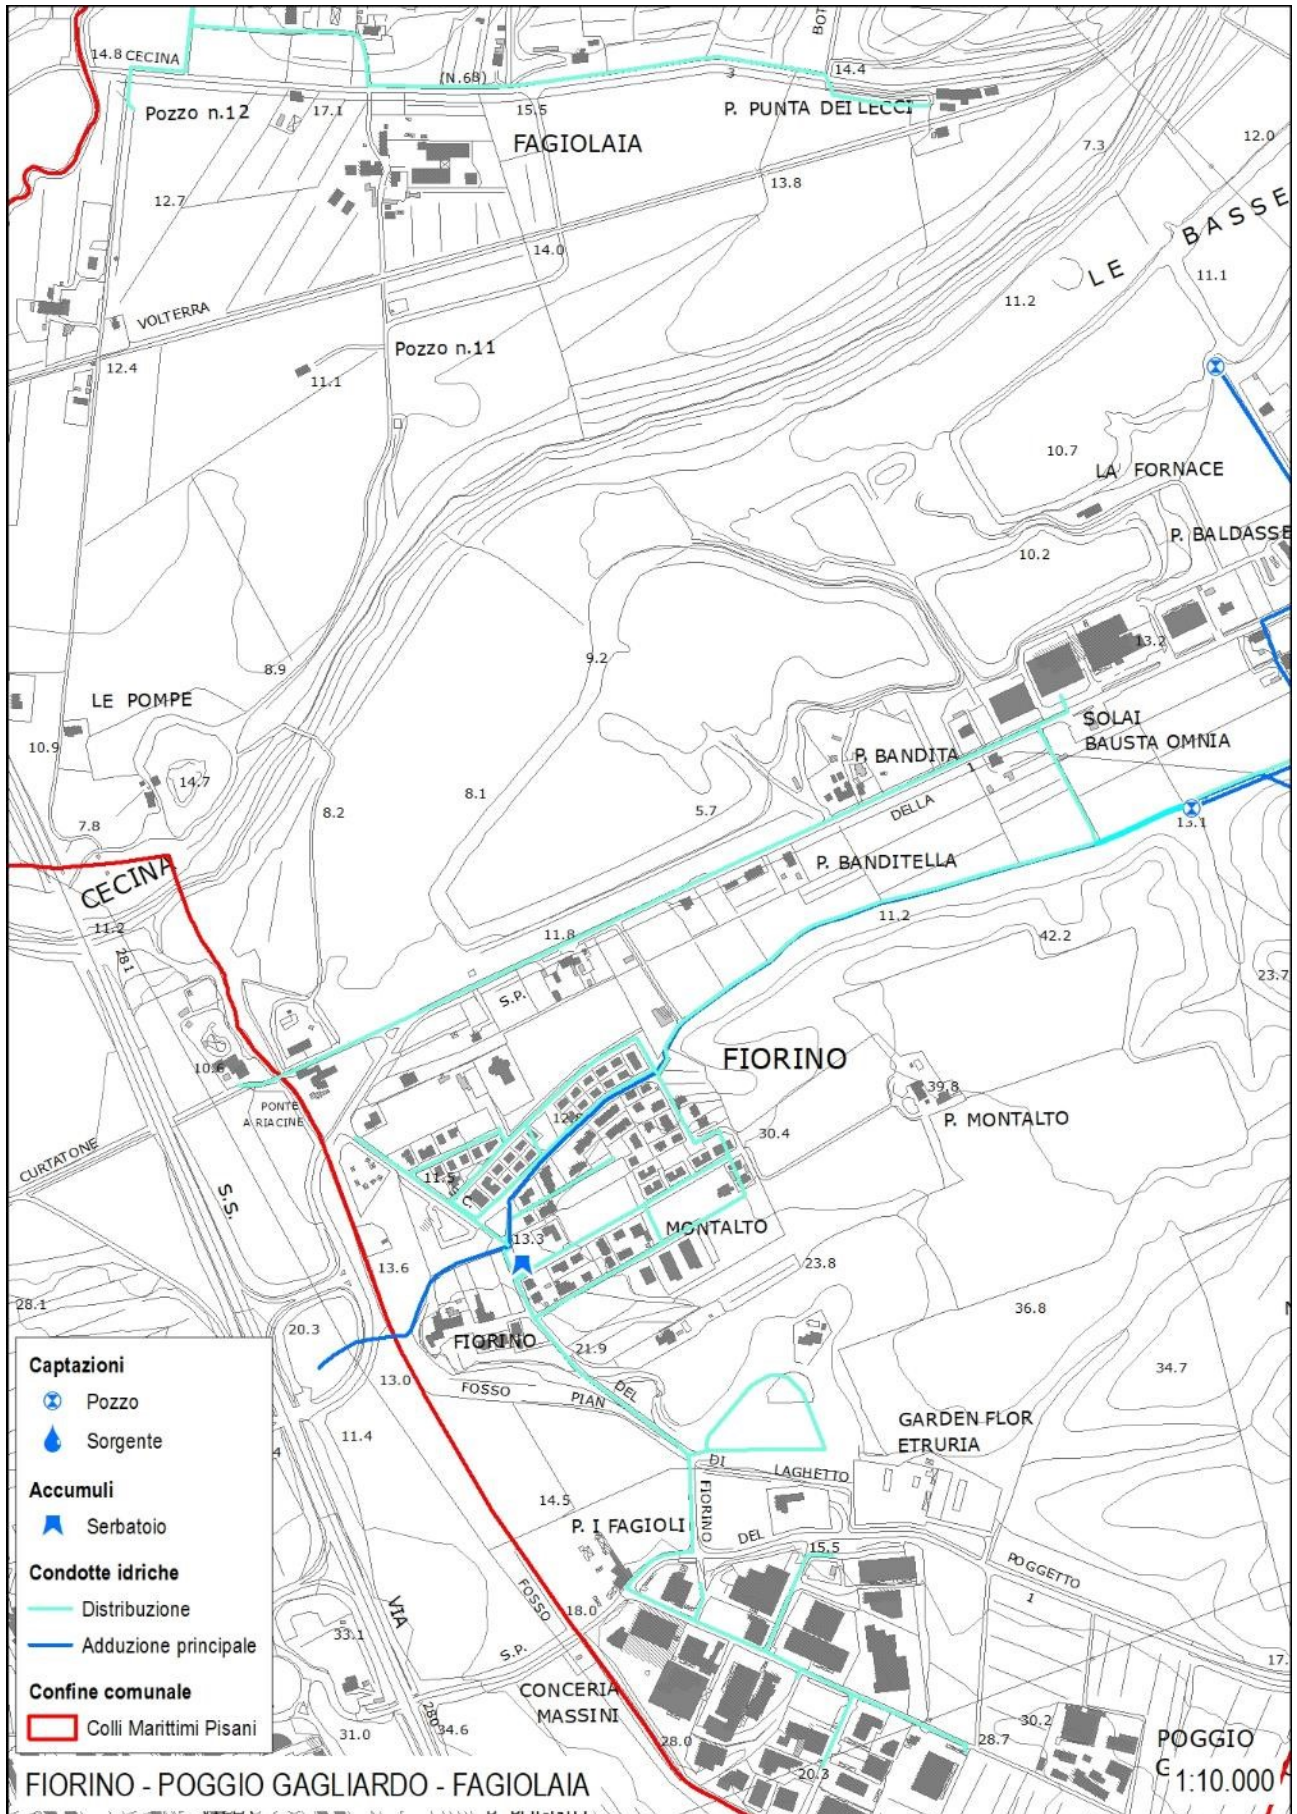 14.8 CECINA
(N.68)
3
14.4
Pozzo n.12
17.1
15.5
P. PUNTA DEI LECCI
FAGIOLAIA
7.3
12.0
12.7
13.8
LE BASSE
14.0
11.1
11.2
VOLTERRA
Pozzo n.11
12.4
11.1
10.7
LA FORNACE
P. BALDASSE
10.2
13.2
9.2
8.9
LE POMPE
SOLAI
BAUSTA OMNIA
10.9
P. BANDITA
1
14.7
8.1
5.7
DELLA
8.2
7.8
13.1
P. BANDITELLA
CECINA
11.2
11.2
11.8
42.2
281
23.7
S.P.
FIORINO
10.6
39.8
PONTE
A RIACINE
12.8
P. MONTALTO
30.4
CURTATONE
11.5
S.S.
C.
MONTALTO
13.3
13.6
23.8
28.1
36.8
20.3
FIORINO
21.9
34.7
13.0
FOSSO
PIAN
DEL
GARDEN FLOR
ETRURIA
11.4
DI
LAGHETTO
FIORINO
14.5
P. I FAGIOLI
DEL
15.5
POGGETTO
1
FOSSO
18.0
VIA
33.1
S.P.
17.
CONCERIA
MASSINI
280
34.6
31.0
28.0
30.2
28.7
POGGIO
G
20.3
Captazioni
Pozzo
Sorgente
Accumuli
Serbatoio
Condotte idriche
Distribuzione
Adduzione principale
Confine comunale
Colli Marittimi Pisani
FIORINO - POGGIO GAGLIARDO - FAGIOLAIA
1:10.000